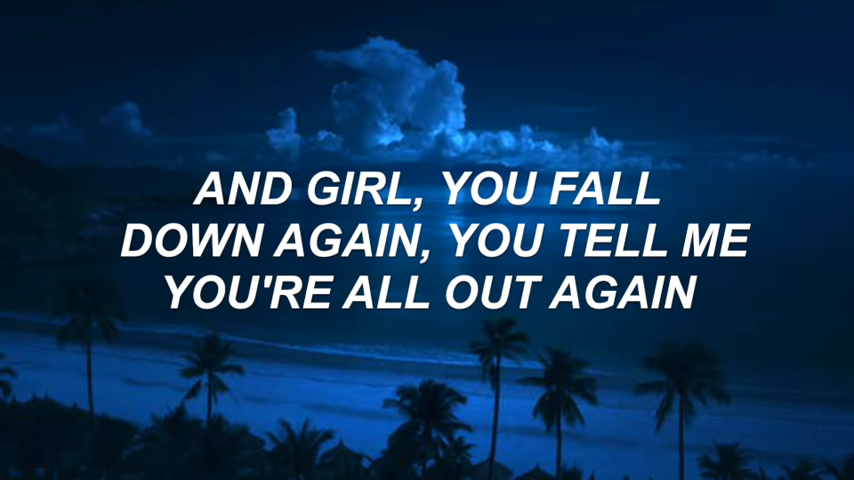 AND GIRL, YOU FALL
DOWN AGAIN, YOU TELL ME
YOU'RE ALL OUT AGAIN